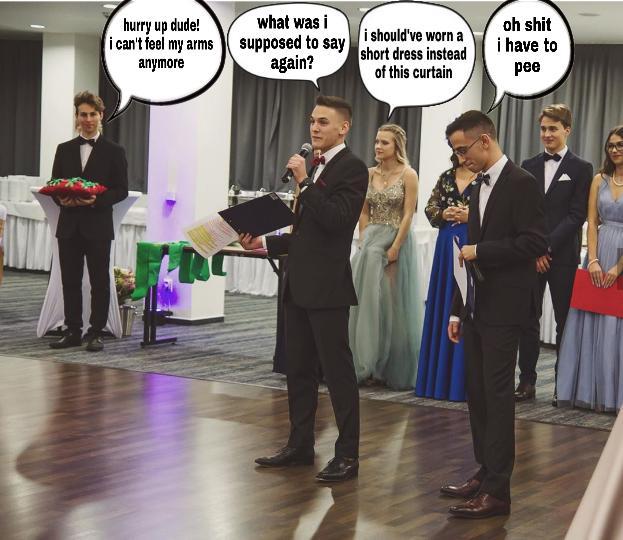 hurry up dude!
i can't feel my arms
anymore
what was i
supposed to say
again?
i should've worn a
short dress instead
of this curtain
oh shit
i have to
pee